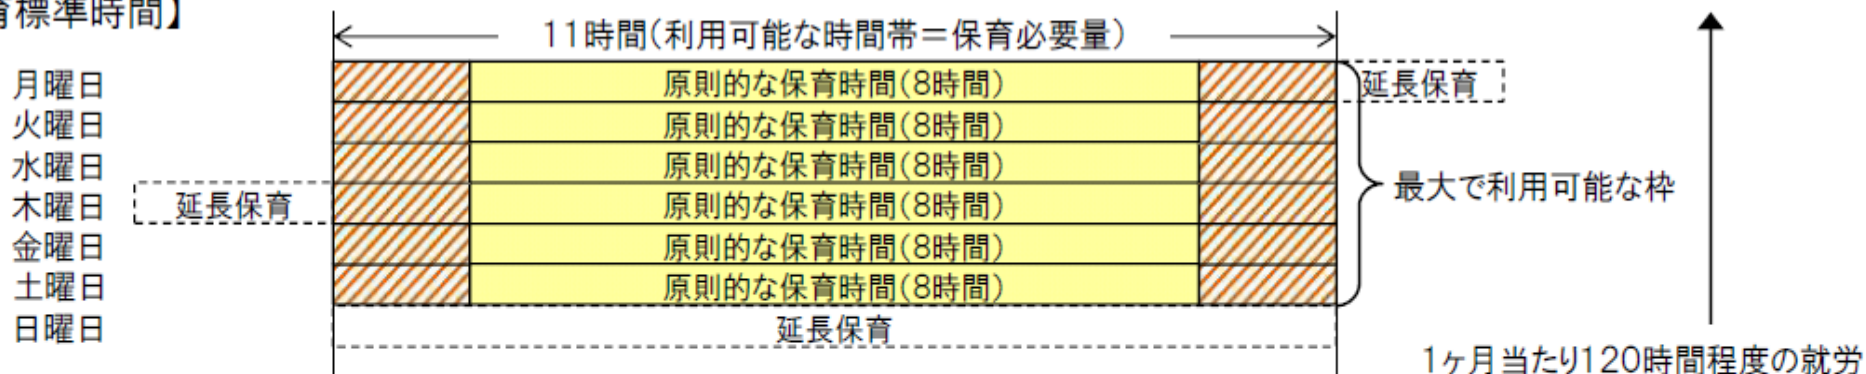 育標準時間】
11時間(利用可能な時間帯=保育必要量)
月曜日 原則的な保育時間(8時間) 延長保育
火曜日 原則的な保育時間(8時間)
水曜日 原則的な保育時間(8時間)
最大で利用可能な枠
木曜日 延長保育 原則的な保育時間(8時間)
金曜日 原則的な保育時間(8時間)
土曜日 原則的な保育時間(8時間)
日曜日 延長保育
1ヶ月当たり120時間程度の就労